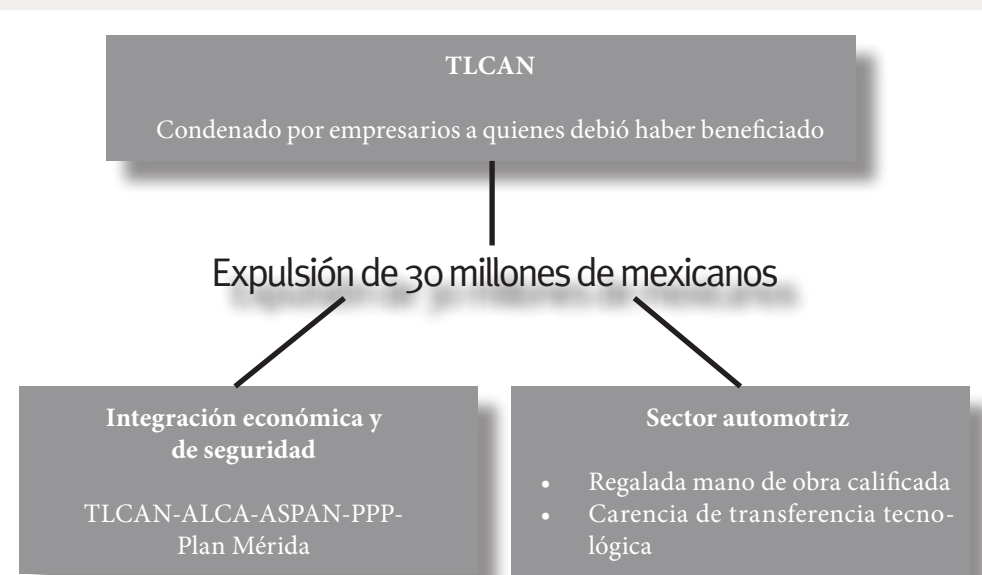 TLCAN
Condenado por empresarios a quienes debió haber beneficiado
Expulsión de 30 millones de mexicanos
Integración económica y
de seguridad
TLCAN-ALCA-ASPAN-PPP-
Plan Mérida
Sector automotriz
• Regalada mano de obra calificada
• Carencia de transferencia tecno-
lógica